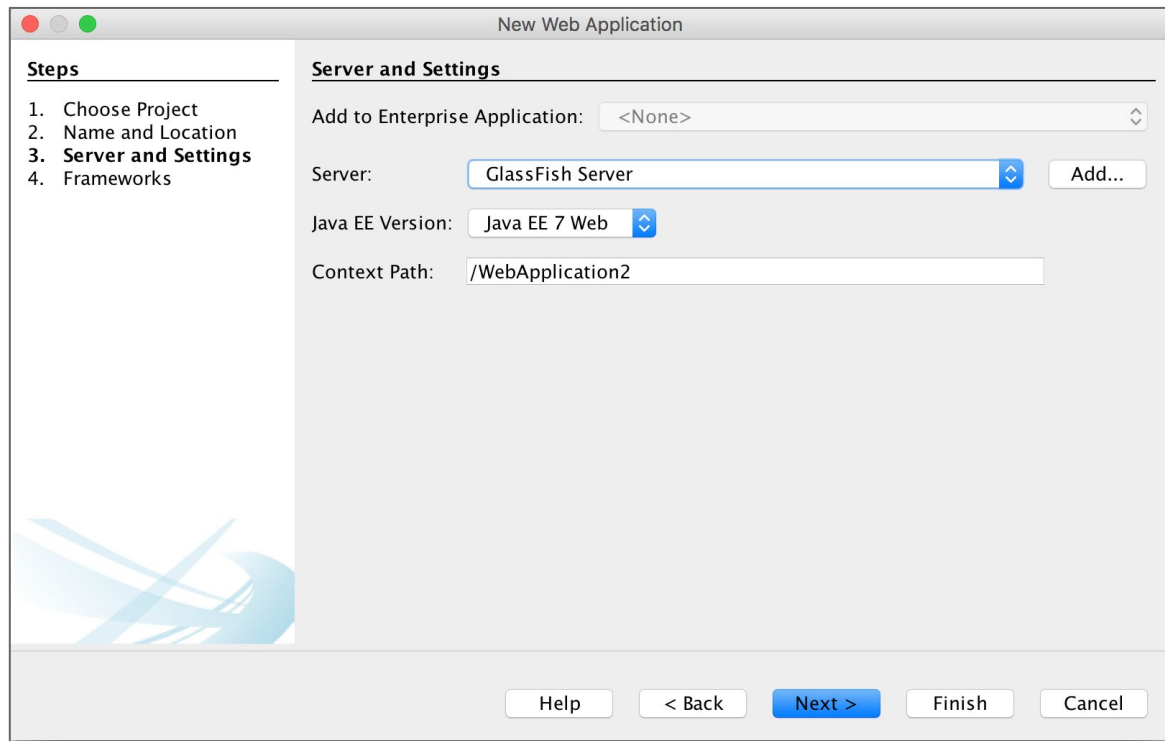 New Web Application
Steps
1. Choose Project
2. Name and Location
3. Server and Settings
4. Frameworks
Server and Settings
Add to Enterprise Application: <None>
Server: GlassFish Server Add...
Java EE Version: Java EE 7 Web
Context Path: /WebApplication2
Help < Back Next > Finish Cancel